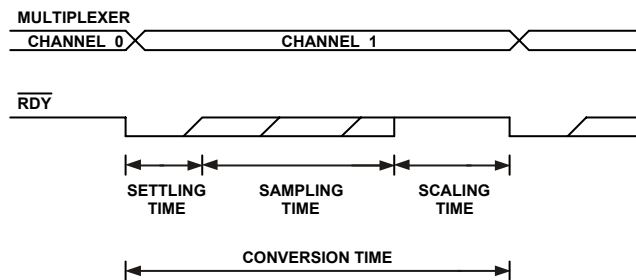 MULTIPLEXER
CHANNEL 0 CHANNEL 1
RDY
SETTLING TIME
SAMPLING TIME
SCALING TIME
CONVERSION TIME